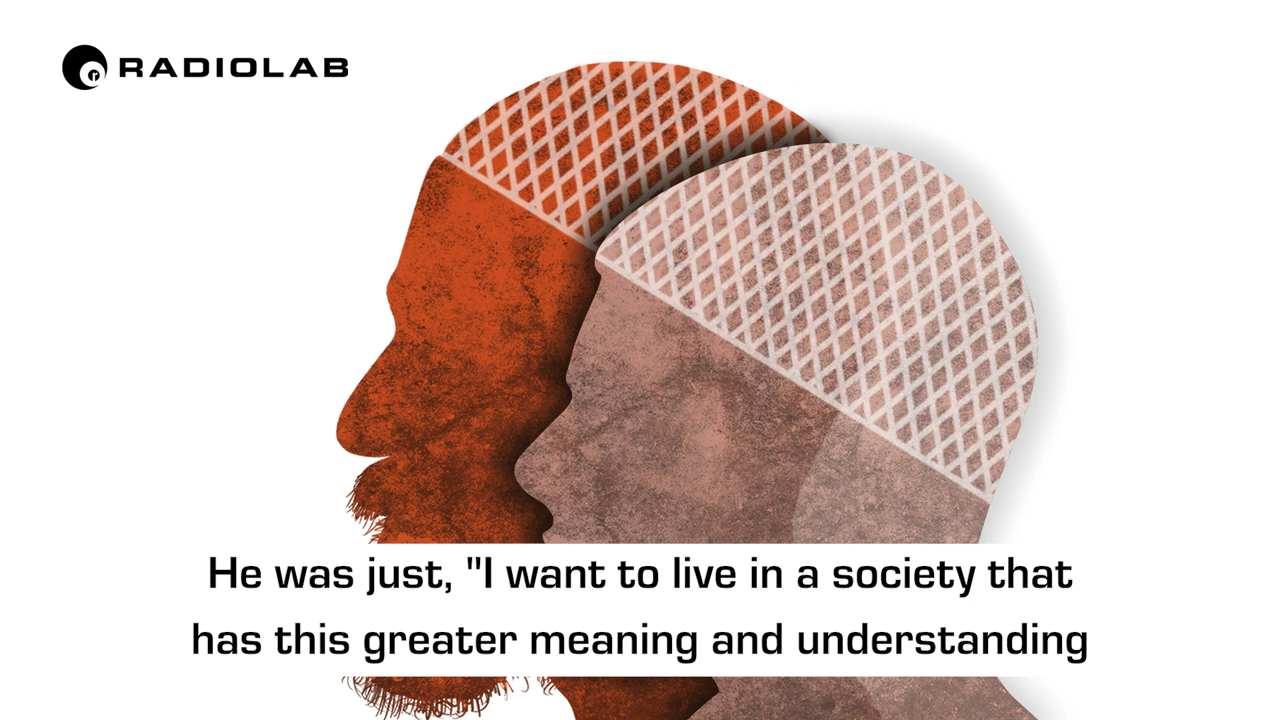 RADIOLAB
He was just, "I want to live in a society that
has this greater meaning and understanding